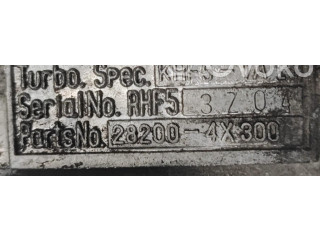 Turbo. Spec.
Serial No. RHF5 3Z04
Parts No. 28200-4X300